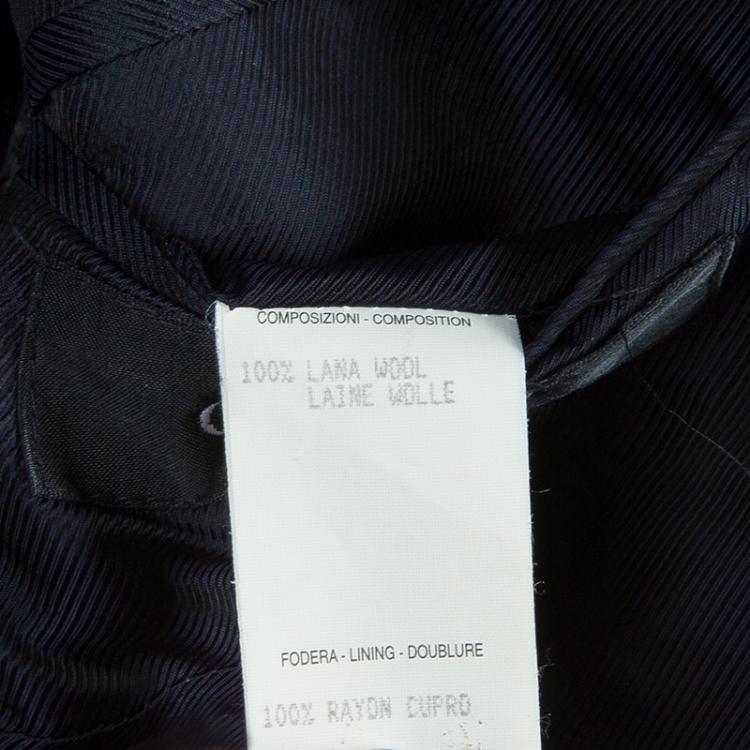 COMPOSIZIONI - COMPOSITION
100% LANA WOOL
LAINE WOLLE
FODERA - LINING - DOUBLURE
100% RAYON CUPRO